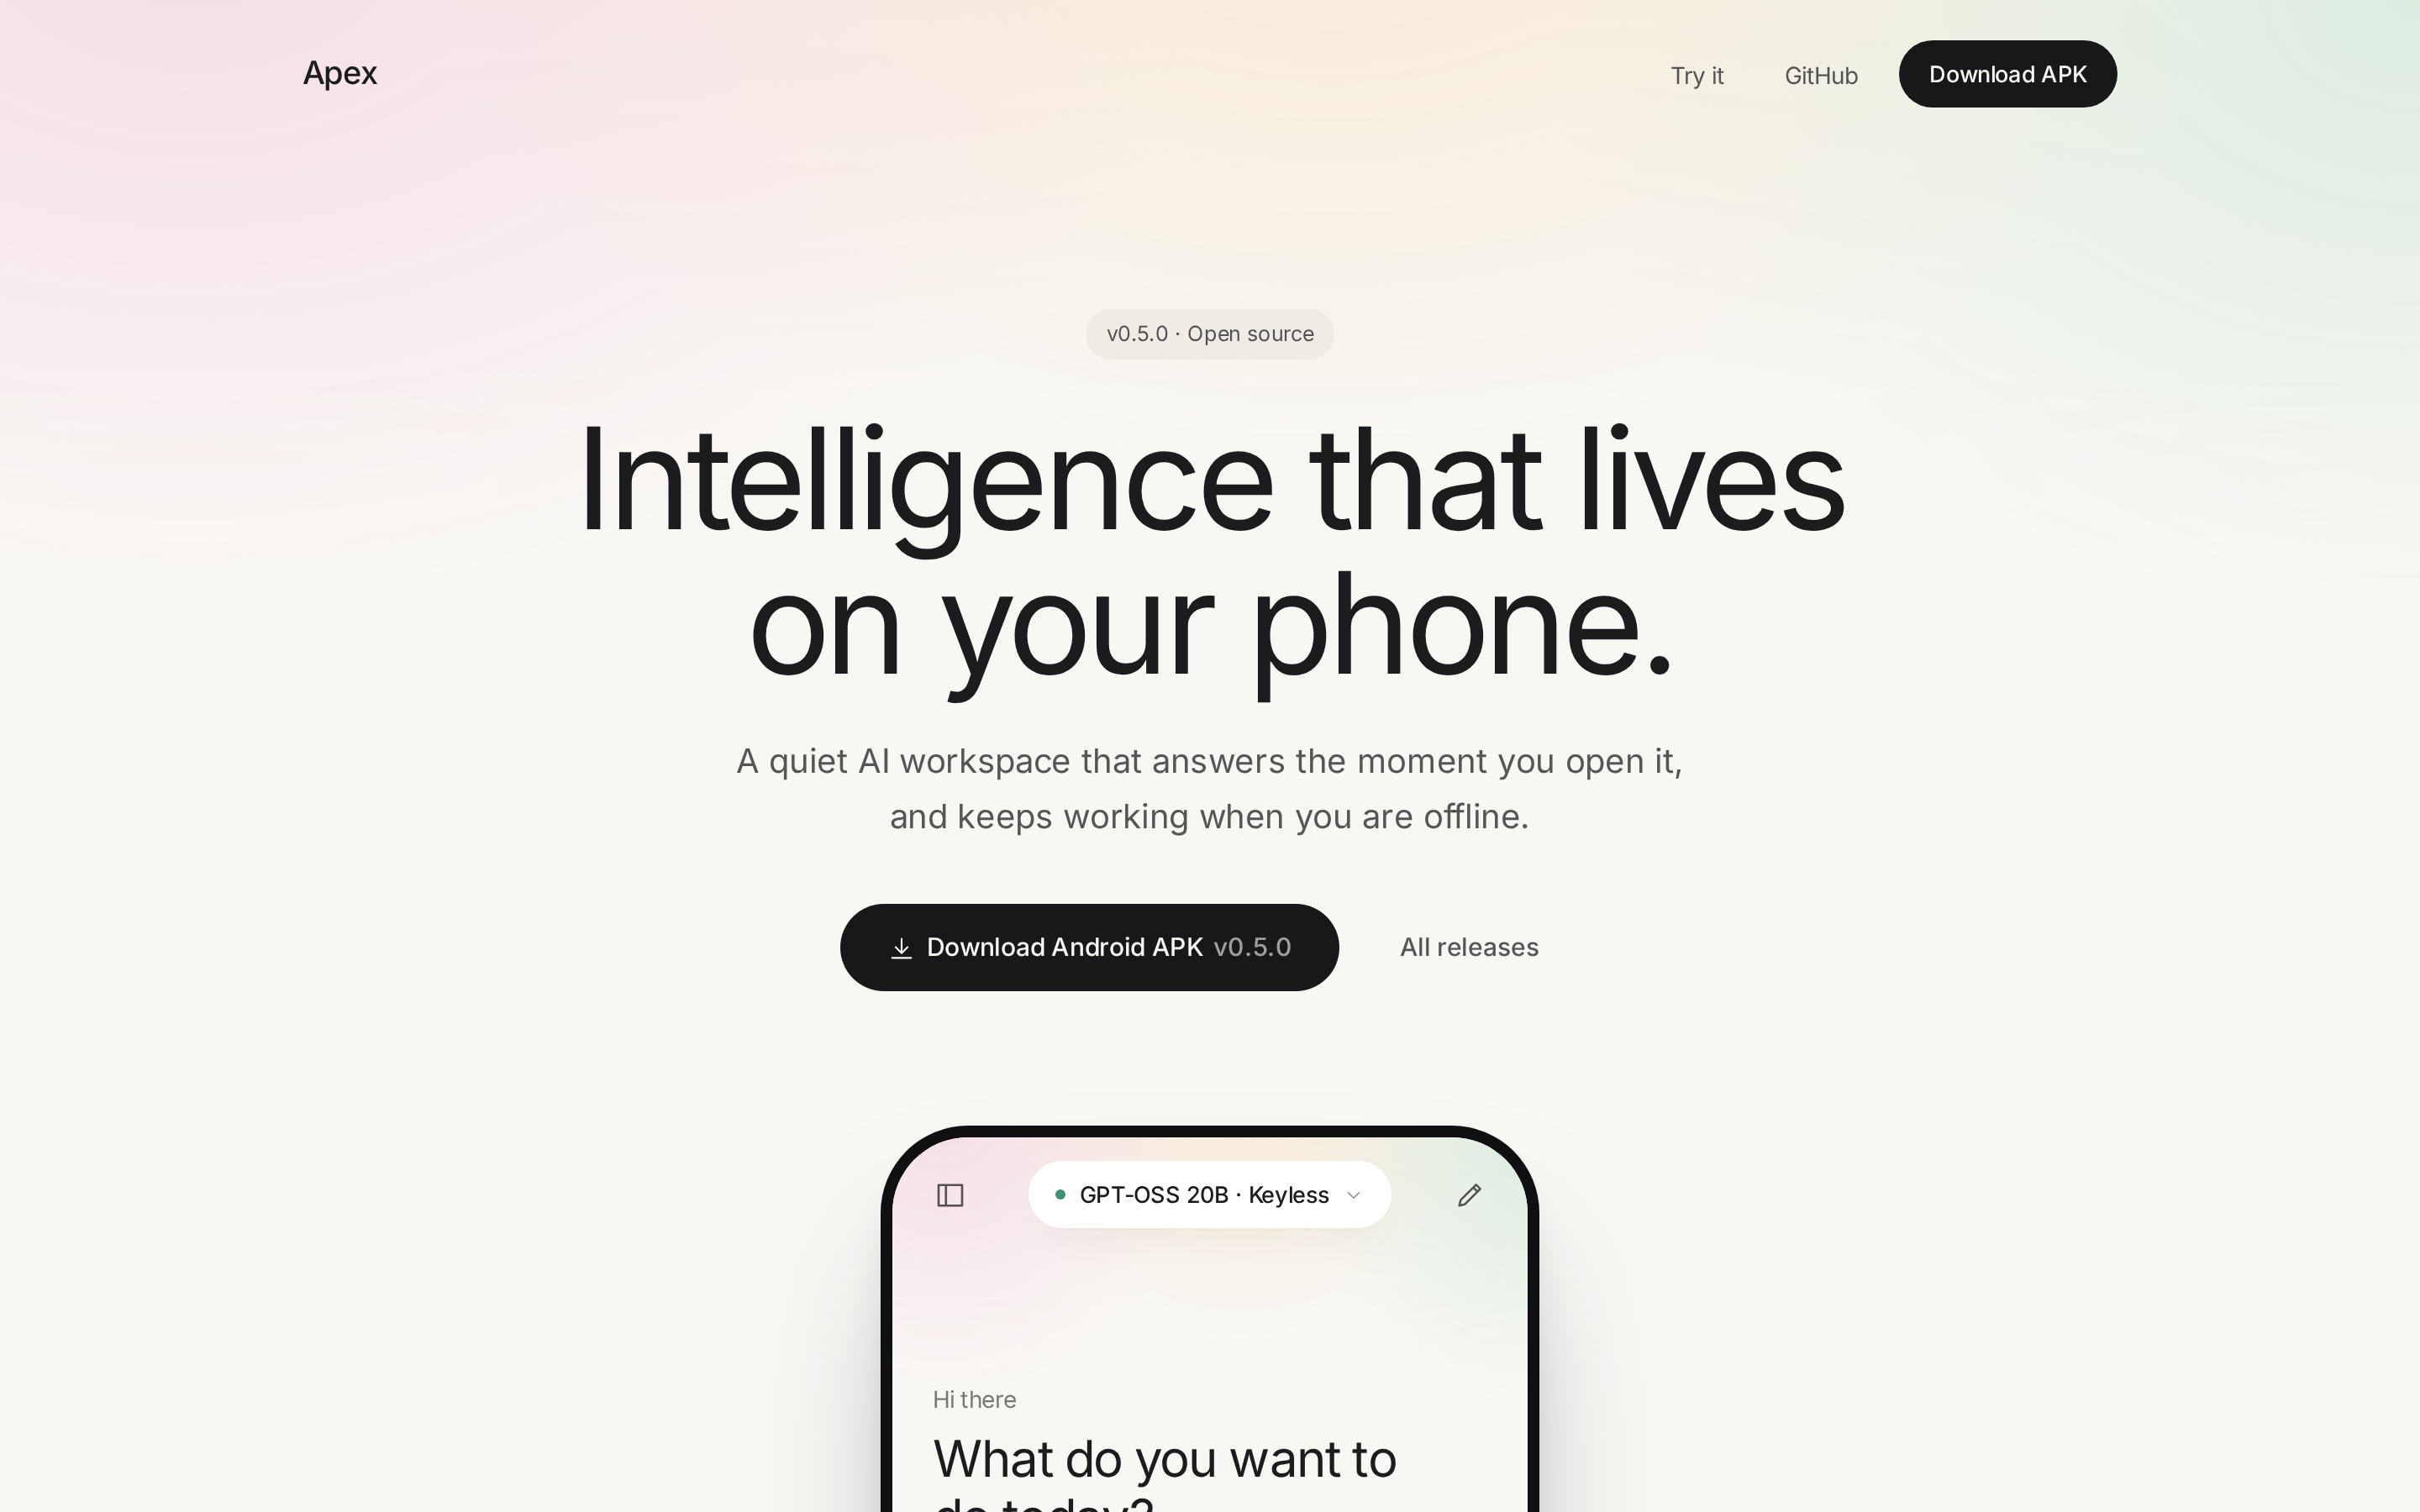 Apex
Try it
GitHub
Download APK
v0.5.0 · Open source
Intelligence that lives
on your phone.
A quiet AI workspace that answers the moment you open it,
and keeps working when you are offline.
Download Android APK v0.5.0
All releases
GPT-OSS 20B · Keyless
Hi there
What do you want to
do today?